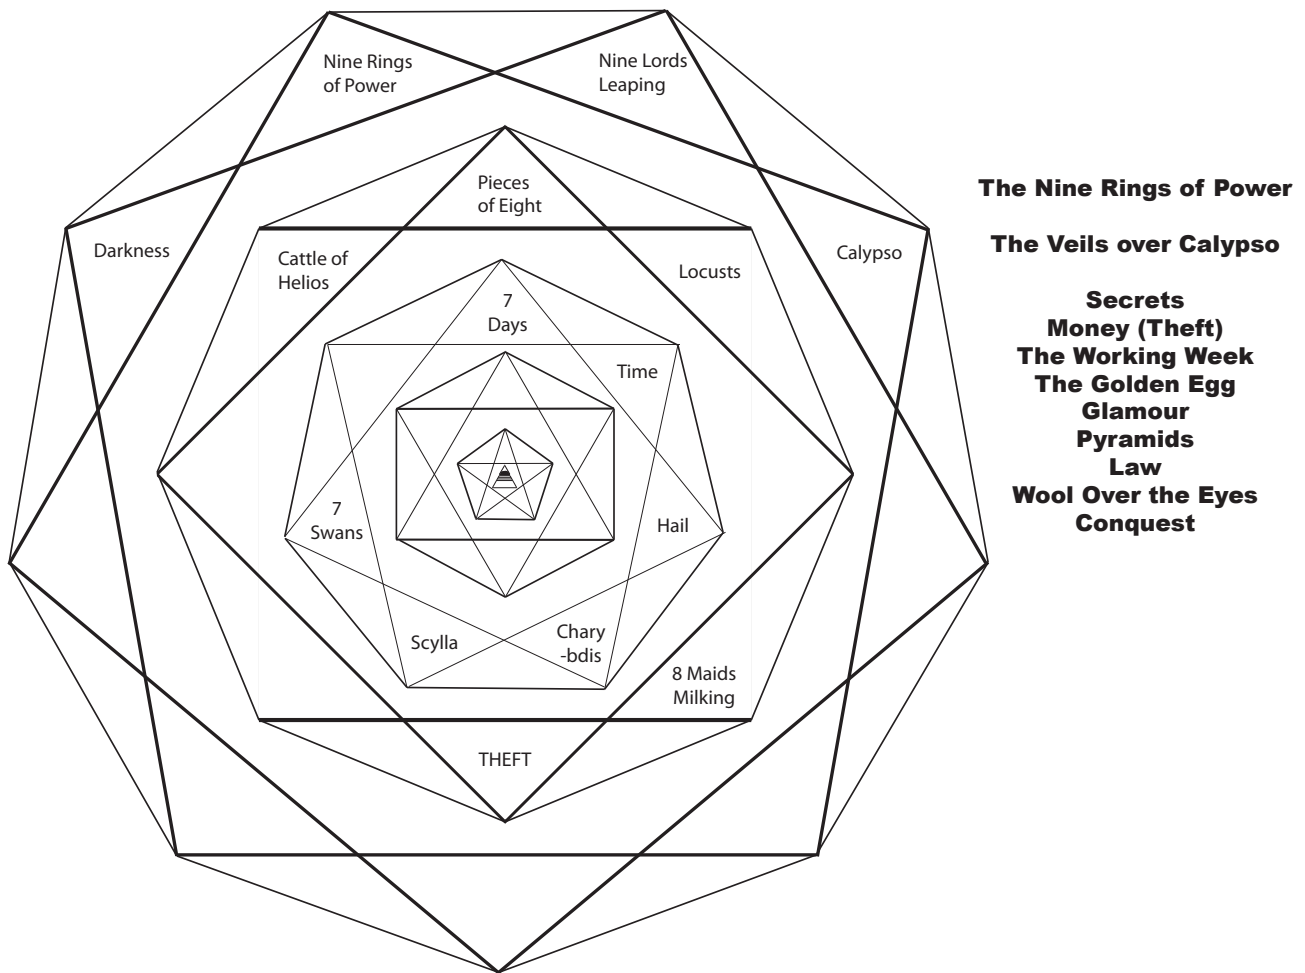 Nine Rings
of Power
Nine Lords
Leaping
Darkness
Calypso
Pieces
of Eight
Cattle of
Helios
Locusts
7
Days
Time
7
Swans
Hail
Scylla
Chary
-bdis
8 Maids
Milking
THEFT
The Nine Rings of Power
The Veils over Calypso
Secrets
Money (Theft)
The Working Week
The Golden Egg
Glamour
Pyramids
Law
Wool Over the Eyes
Conquest